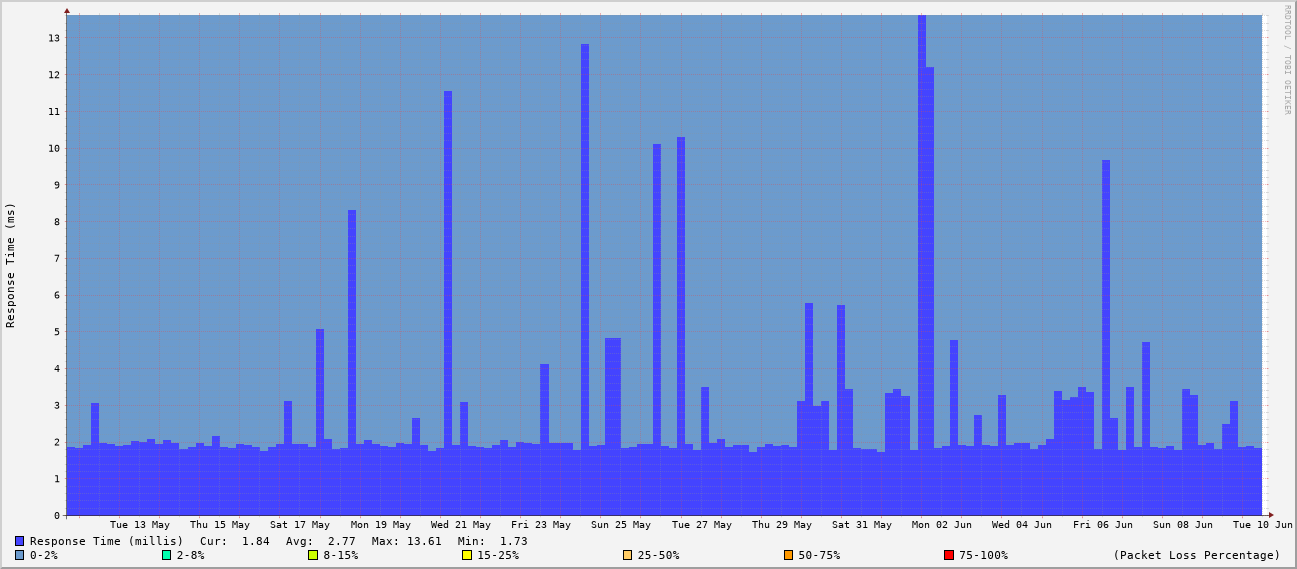 RRDTOOL / TOBI OETIKER
Response Time (ms)
13
12
11
10
9
8
7
6
5
4
3
2
1
0
Tue 13 May Thu 15 May Sat 17 May Mon 19 May Wed 21 May Fri 23 May Sun 25 May Tue 27 May Thu 29 May Sat 31 May Mon 02 Jun Wed 04 Jun Fri 06 Jun Sun 08 Jun Tue 10 Jun
Response Time (millis) Cur: 1.84 Avg: 2.77 Max: 13.61 Min: 1.73
0-2% 2-8% 8-15% 15-25% 25-50% 50-75% 75-100% (Packet Loss Percentage)